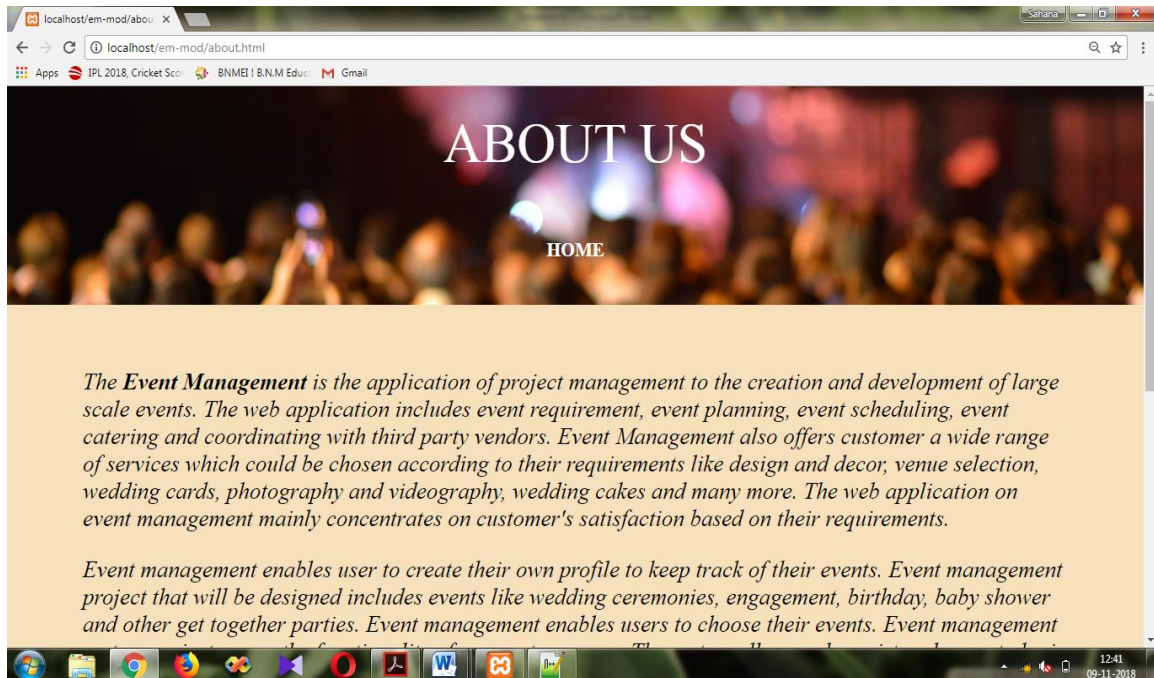 localhost/em-mod/abou
Sahana
localhost/em-mod/about.html
Apps IPL 2018, Cricket Sco BNMEI ! B.N.M Educ Gmail
ABOUT US
HOME
The Event Management is the application of project management to the creation and development of large
scale events. The web application includes event requirement, event planning, event scheduling, event
catering and coordinating with third party vendors. Event Management also offers customer a wide range
of services which could be chosen according to their requirements like design and decor, venue selection,
wedding cards, photography and videography, wedding cakes and many more. The web application on
event management mainly concentrates on customer's satisfaction based on their requirements.
Event management enables user to create their own profile to keep track of their events. Event management
project that will be designed includes events like wedding ceremonies, engagement, birthday, baby shower
and other get together parties. Event management enables users to choose their events. Event management
12:41
09-11-2018